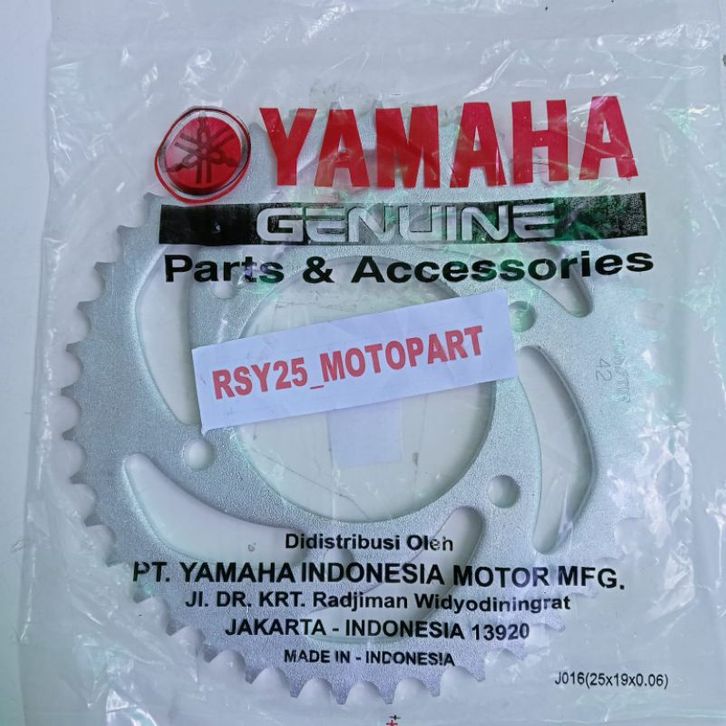 YAMAHA
GENUINE
Parts & Accessories
RSY25_MOTOPART
42
Didistribusi Oleh
PT. YAMAHA INDONESIA MOTOR MFG.
Jl. DR. KRT. Radjiman Widyodiningrat
JAKARTA - INDONESIA 13920
MADE IN - INDONESIA
J016(25x19x0.06)